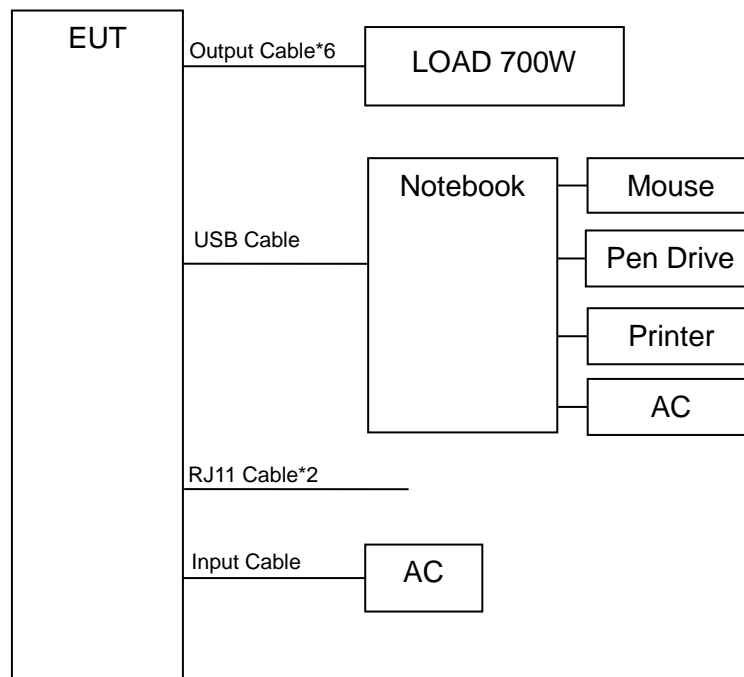 EUT
Output Cable*6
LOAD 700W
Notebook
Mouse
USB Cable
Pen Drive
Printer
AC
RJ11 Cable*2
Input Cable
AC